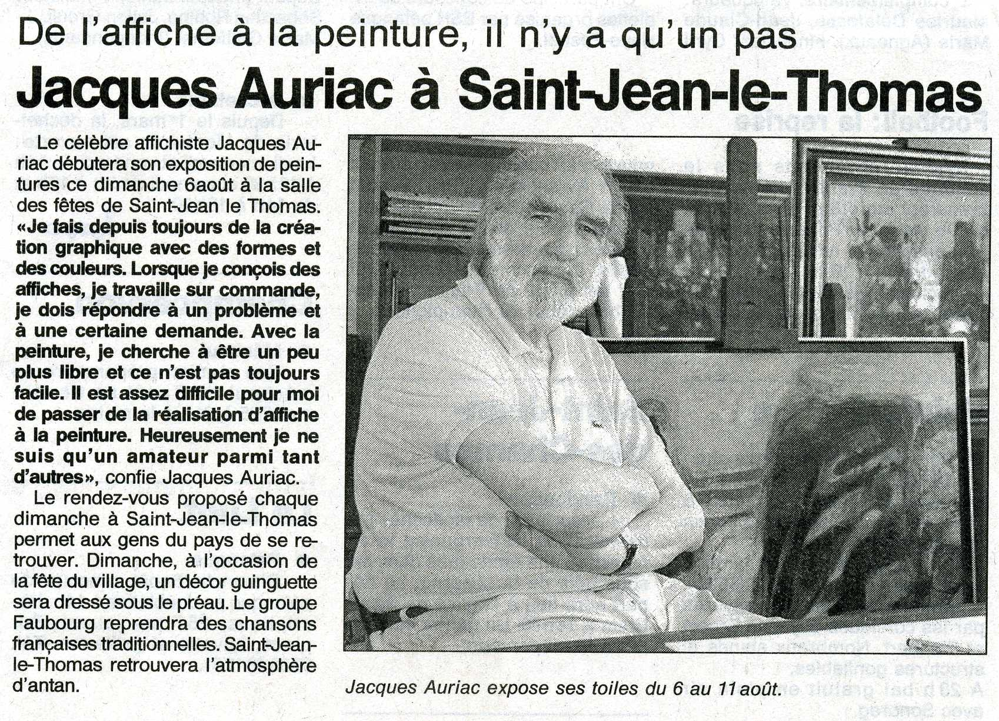 De l'affiche à la peinture, il n'y a qu'un pas
Jacques Auriac à Saint-Jean-le-Thomas
Le célèbre affichiste Jacques Au-
riac débutera son exposition de pein-
tures ce dimanche 6 août à la salle
des fêtes de Saint-Jean le Thomas.
«Je fais depuis toujours de la créa-
tion graphique avec des formes et
des couleurs. Lorsque je conçois des
affiches, je travaille sur commande,
je dois répondre à un problème et
à une certaine demande. Avec la
peinture, je cherche à être un peu
plus libre et ce n'est pas toujours
facile. Il est assez difficile pour moi
de passer de la réalisation d'affiche
à la peinture. Heureusement je ne
suis qu'un amateur parmi tant
d'autres», confie Jacques Auriac.
Le rendez-vous proposé chaque
dimanche à Saint-Jean-le-Thomas
permet aux gens du pays de se re-
trouver. Dimanche, à l'occasion de
la fête du village, un décor guinguette
sera dressé sous le préau. Le groupe
Faubourg reprendra des chansons
françaises traditionnelles. Saint-Jean-
le-Thomas retrouvera l'atmosphère
d'antan.
Jacques Auriac expose ses toiles du 6 au 11 août.